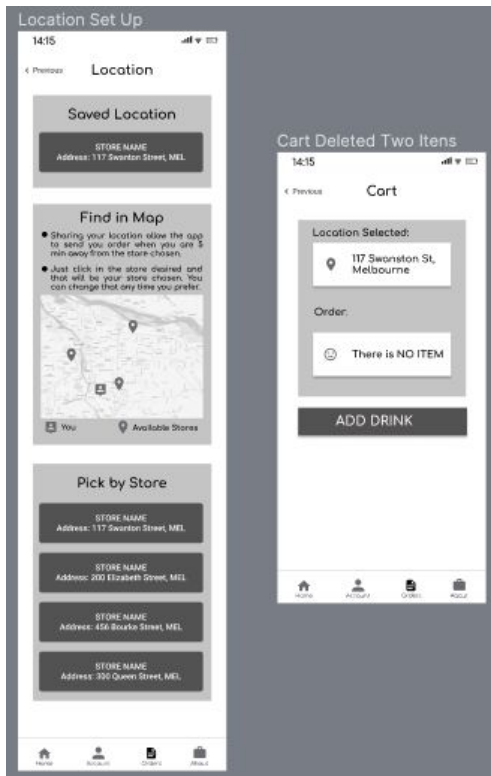 Location Set Up
14:15
< Previous
Location
Saved Location
STORE NAME
Address: 117 Swanton Street, MEL
Find in Map
Sharing your location allow the app
to send you order when you are 5
min away from the store chosen.
Just click in the store desired and
that will be your store chosen. You
can change that any time you prefer.
You
Available Stores
Pick by Store
STORE NAME
Address: 117 Swanton Street, MEL
STORE NAME
Address: 200 Elizabeth Street, MEL
STORE NAME
Address: 456 Bourke Street, MEL
STORE NAME
Address: 300 Queen Street, MEL
Home
Account
Orders
About
Cart Deleted Two Itens
14:15
< Previous
Cart
Location Selected:
117 Swanston St,
Melbourne
Order:
There is NO ITEM
ADD DRINK
Home
Account
Orders
About